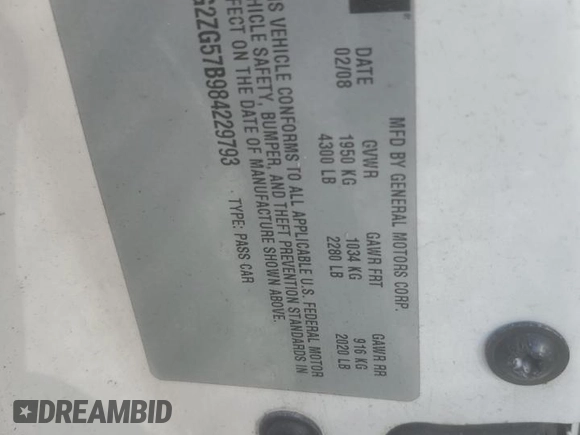 MFD BY GENERAL MOTORS CORP.
DATE GVWR GAWR FRT GAWR RR
02/08 1950 KG 1034 KG 916 KG
4300 LB 2280 LB 2020 LB
VEHICLE CONFORMS TO ALL APPLICABLE U.S. FEDERAL MOTOR
VEHICLE SAFETY, BUMPER, AND THEFT PREVENTION STANDARDS IN
EFFECT ON THE DATE OF MANUFACTURE SHOWN ABOVE.
G2ZG57B984229793 TYPE: PASS CAR
DREAMBID